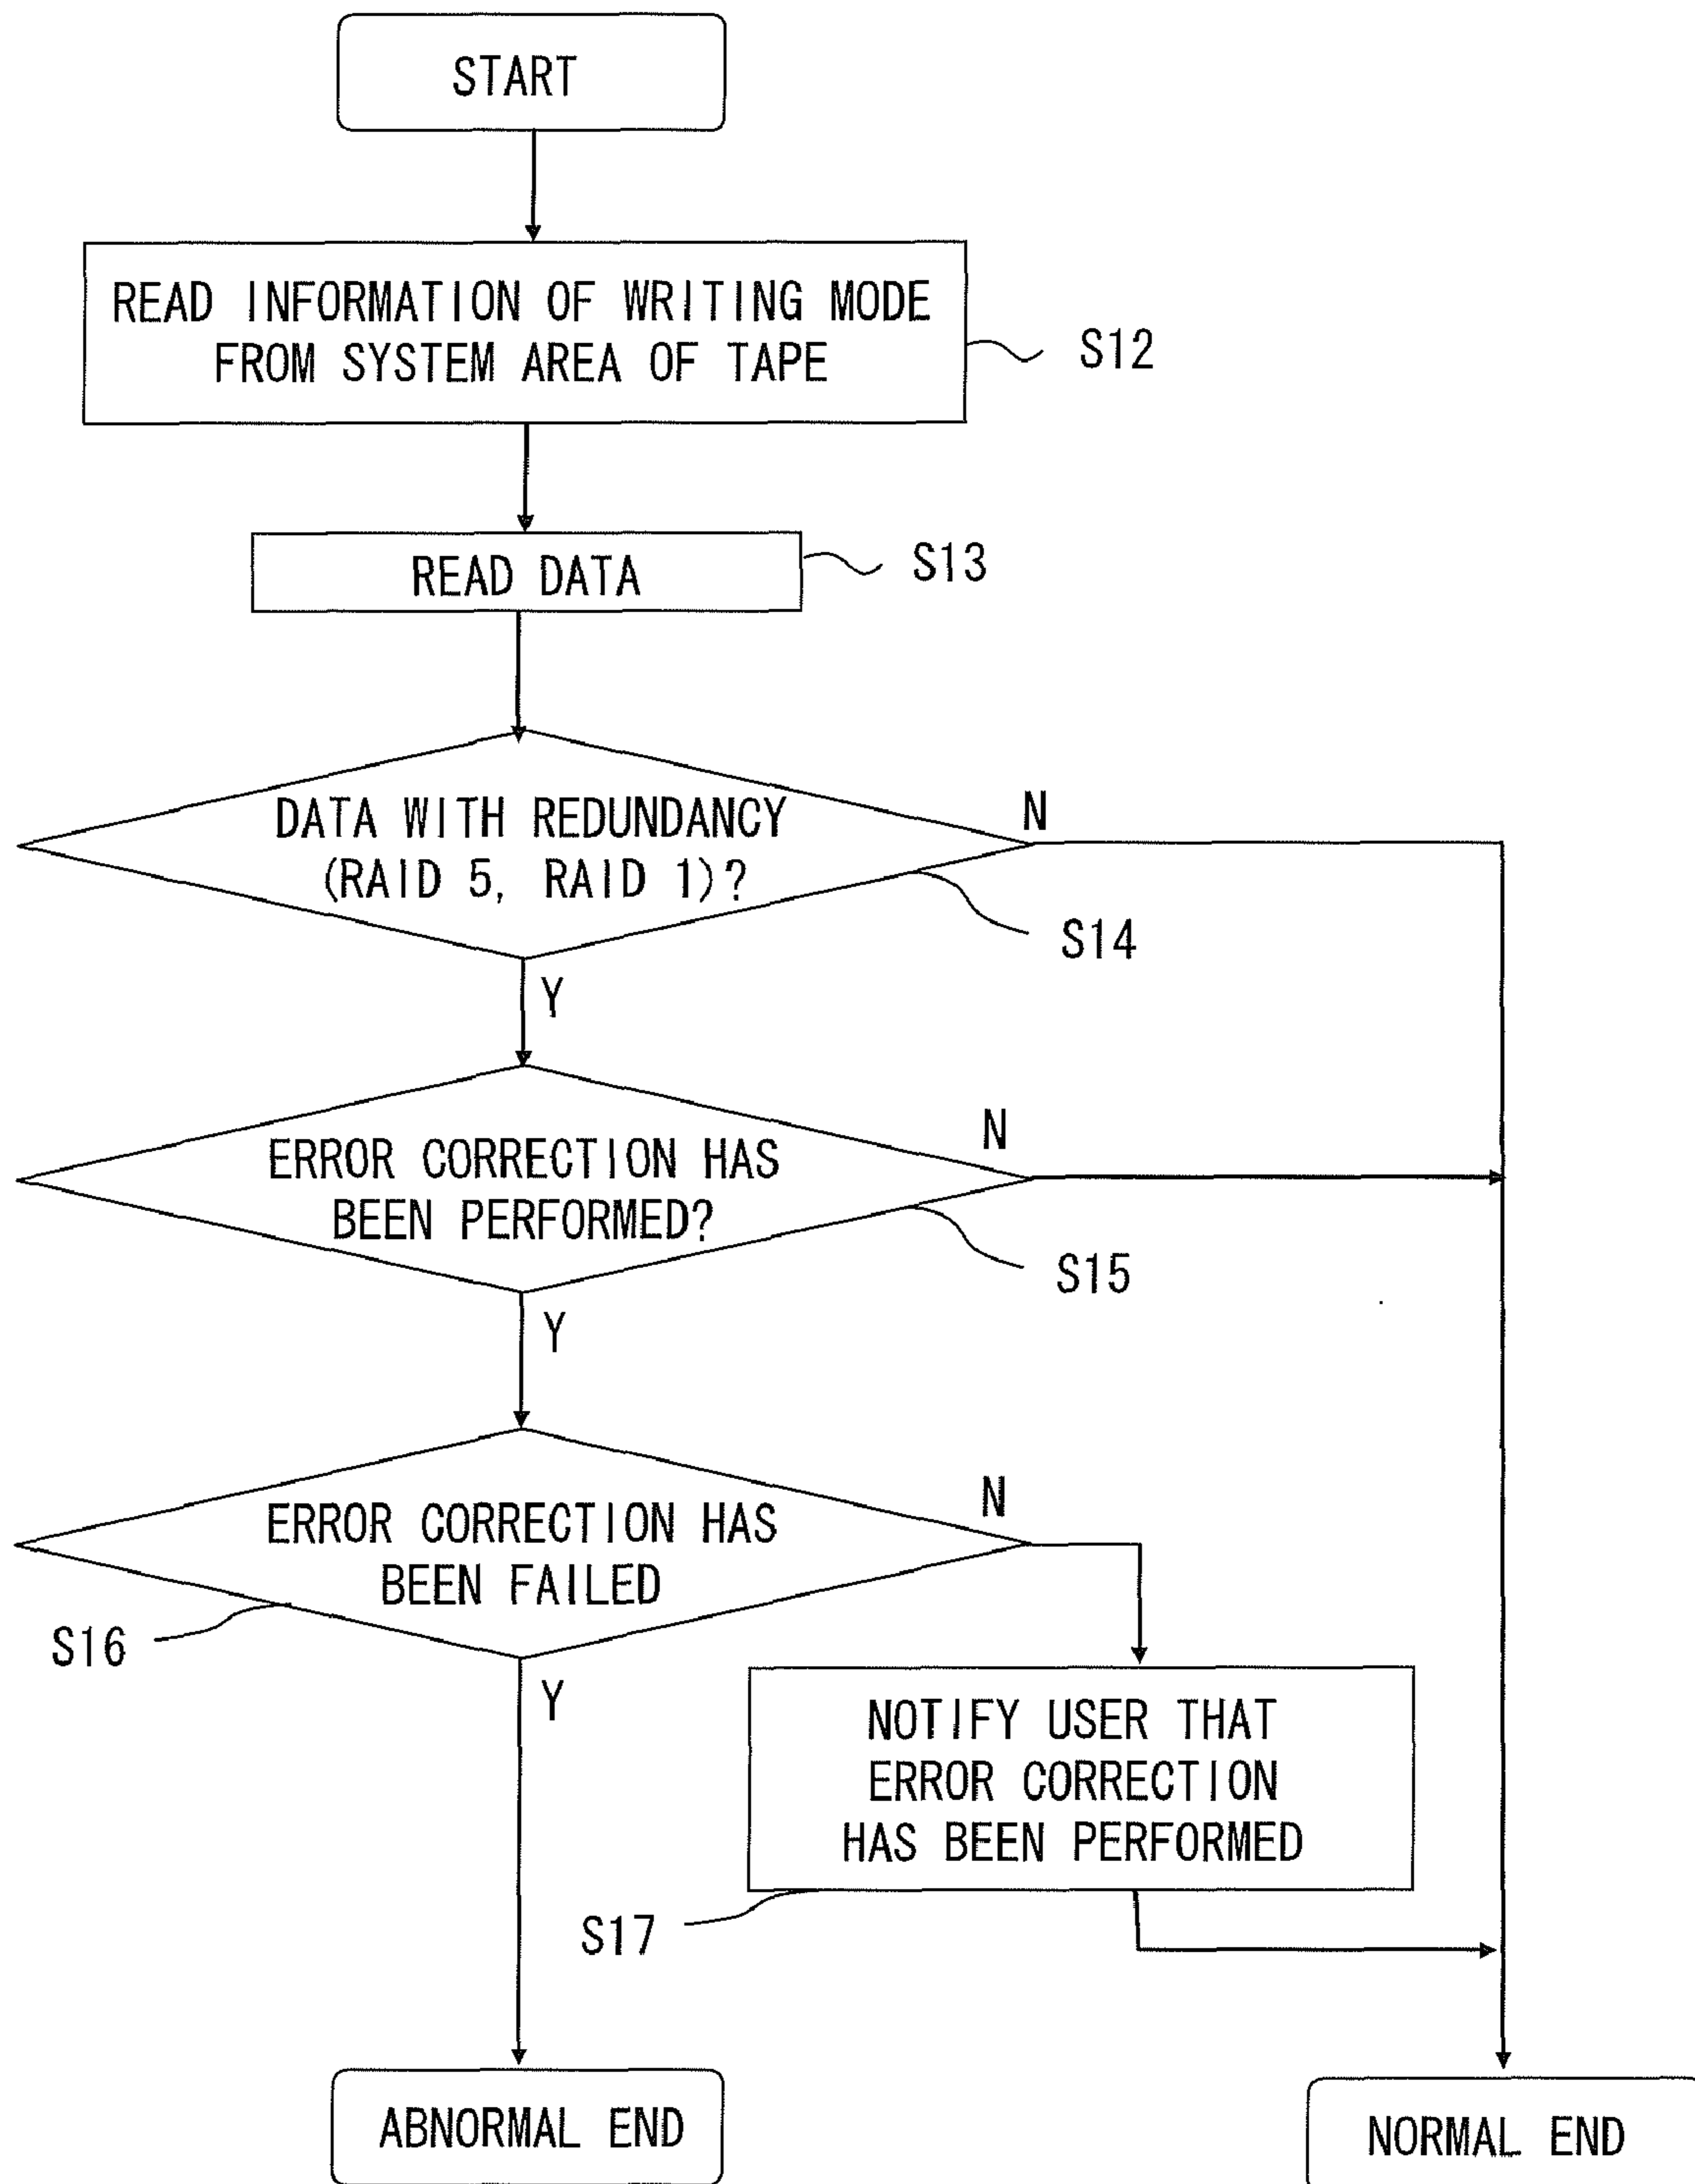 START
READ INFORMATION OF WRITING MODE
FROM SYSTEM AREA OF TAPE
S12
READ DATA
S13
DATA WITH REDUNDANCY
(RAID 5, RAID 1)?
N
S14
Y
ERROR CORRECTION HAS
BEEN PERFORMED?
N
S15
Y
ERROR CORRECTION HAS
BEEN FAILED
N
S16
Y
NOTIFY USER THAT
ERROR CORRECTION
HAS BEEN PERFORMED
S17
ABNORMAL END
NORMAL END